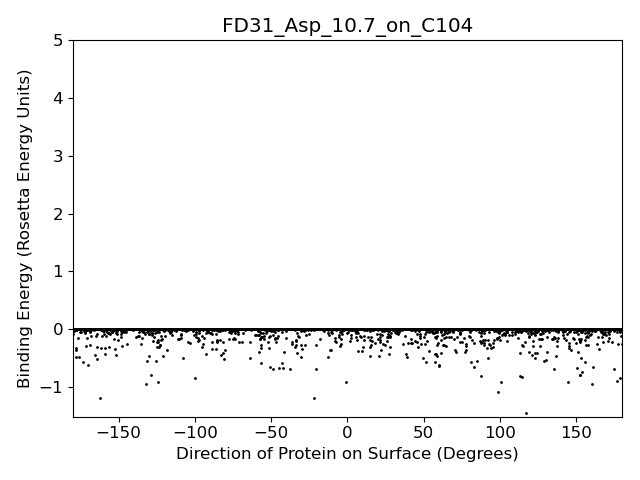 FD31_Asp_10.7_on_C104
5
4
3
2
1
0
−1
Binding Energy (Rosetta Energy Units)
−150 −100 −50 0 50 100 150
Direction of Protein on Surface (Degrees)